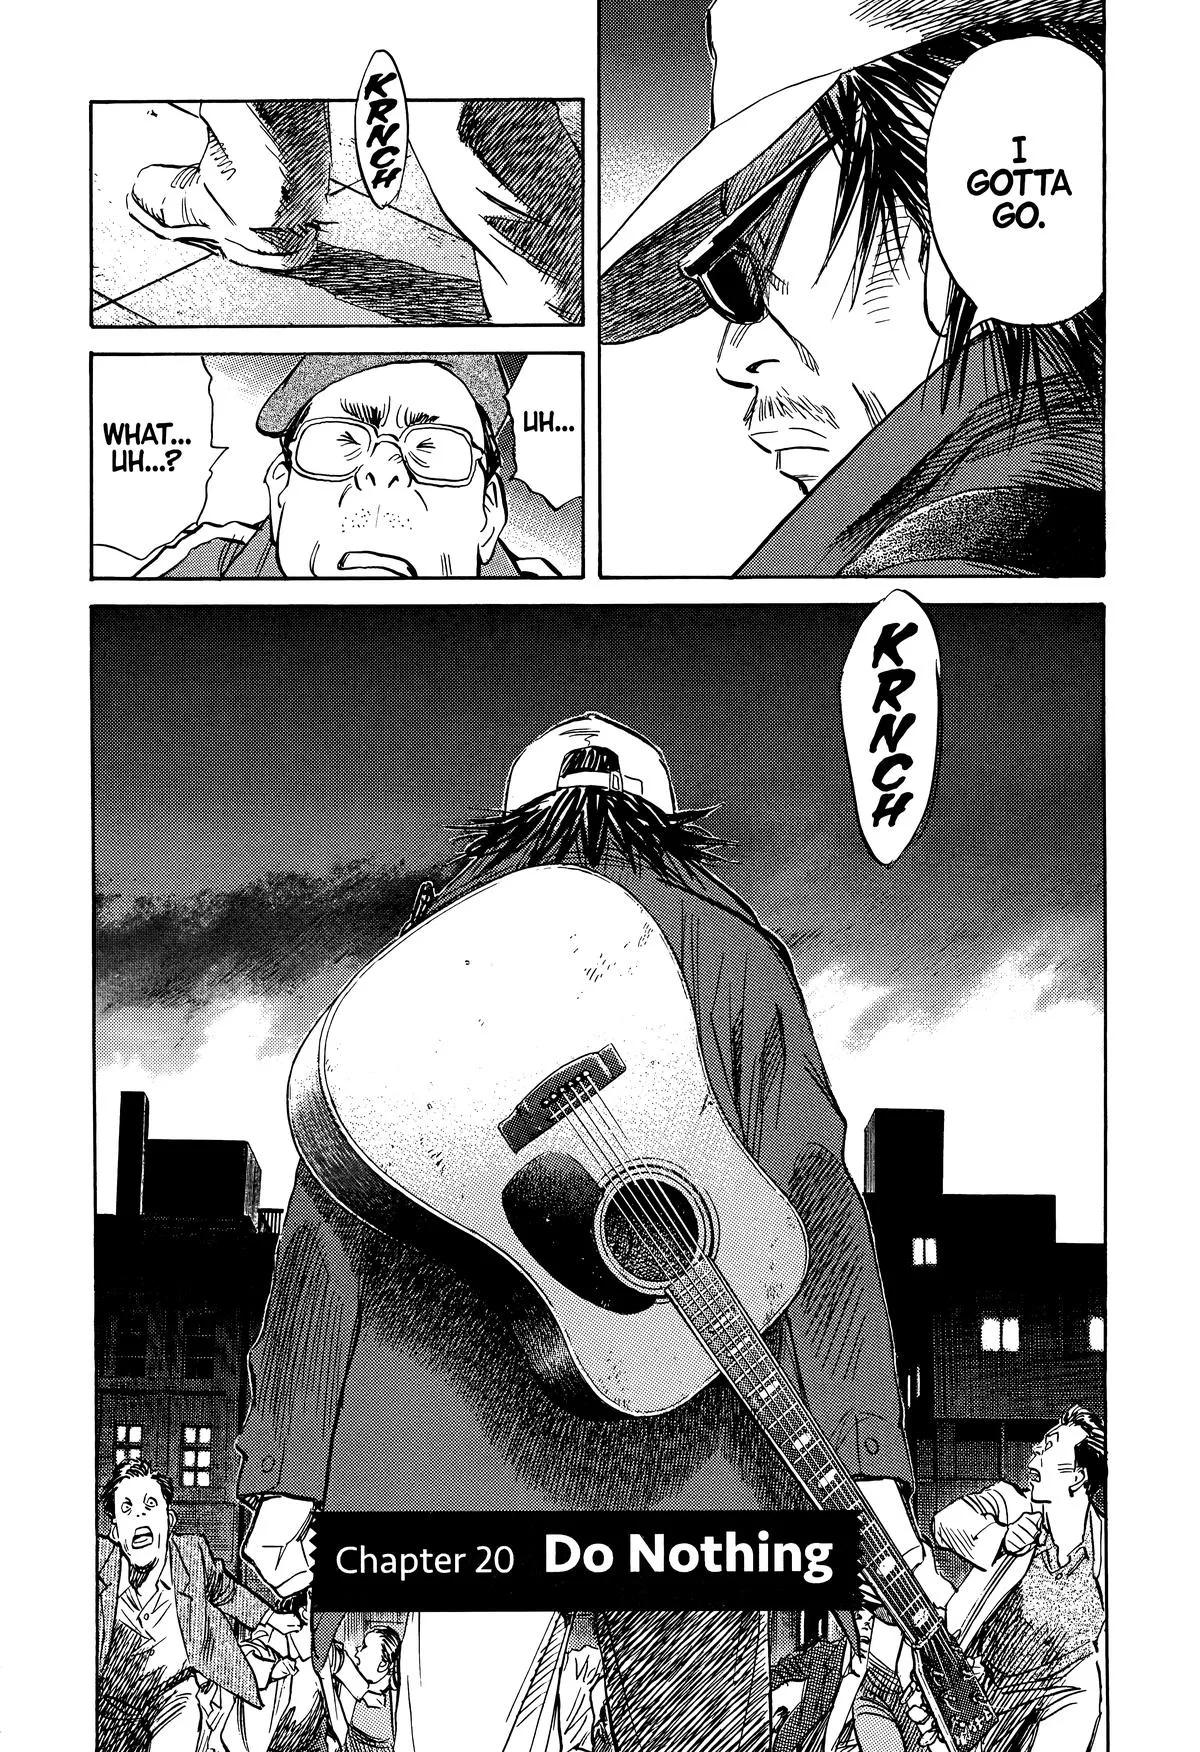 I
GOTTA
GO.
KRNCH
UH...
WHAT...
UH...?
KRNCH
Chapter 20 Do Nothing